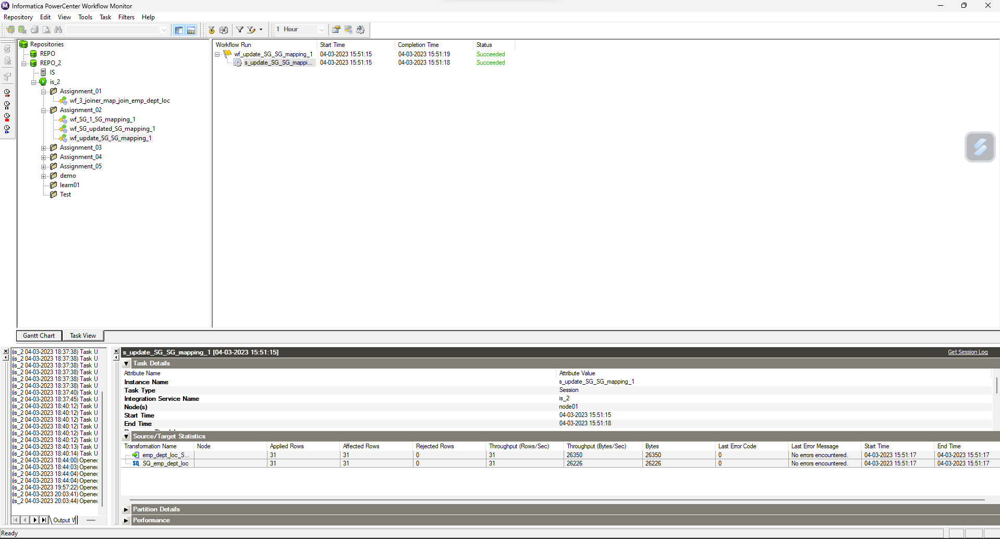 Informatica PowerCenter Workflow Monitor
Repository Edit View Tools Task Filters Help
1 Hour
Repositories
REPO
REPO_2
IS
is_2
Assignment_01
wf_3_joiner_map_join_emp_dept_loc
Assignment_02
wf_SG_1_SG_mapping_1
wf_SG_updated_SG_mapping_1
wf_update_SG_SG_mapping_1
Assignment_03
Assignment_04
Assignment_05
demo
learn01
Test
Workflow Run Start Time Completion Time Status
wf_update_SG_SG_mapping_1 04-03-2023 15:51:15 04-03-2023 15:51:19 Succeeded
s_update_SG_SG_mappi... 04-03-2023 15:51:15 04-03-2023 15:51:18 Succeeded
Gantt Chart Task View
(is_2 04-03-2023 18:37:38) Task U
(is_2 04-03-2023 18:37:38) Task U
(is_2 04-03-2023 18:37:38) Task U
(is_2 04-03-2023 18:37:38) Task U
(is_2 04-03-2023 18:37:38) Task U
(is_2 04-03-2023 18:37:38) Task U
(is_2 04-03-2023 18:37:40) Task U
(is_2 04-03-2023 18:37:45) Task U
(is_2 04-03-2023 18:40:12) Task U
(is_2 04-03-2023 18:40:12) Task U
(is_2 04-03-2023 18:40:12) Task U
(is_2 04-03-2023 18:40:12) Task U
(is_2 04-03-2023 18:40:12) Task U
(is_2 04-03-2023 18:40:12) Task U
(is_2 04-03-2023 18:40:13) Task U
(is_2 04-03-2023 18:40:14) Task U
(is_2 04-03-2023 18:44:00) Opened
(is_2 04-03-2023 18:44:03) Opened
(is_2 04-03-2023 18:44:04) Opened
(is_2 04-03-2023 18:44:04) Opened
(is_2 04-03-2023 19:57:22) Opened
(is_2 04-03-2023 20:03:41) Opened
(is_2 04-03-2023 20:03:44) Opened
Output W
s_update_SG_SG_mapping_1 [04-03-2023 15:51:15] Get Session Log
Task Details
Attribute Name Attribute Value
Instance Name s_update_SG_SG_mapping_1
Task Type Session
Integration Service Name is_2
Node(s) node01
Start Time 04-03-2023 15:51:15
End Time 04-03-2023 15:51:18
Source/Target Statistics
Transformation Name Node Applied Rows Affected Rows Rejected Rows Throughput (Rows/Sec) Throughput (Bytes/Sec) Bytes Last Error Code Last Error Message Start Time End Time
emp_dept_loc_S... 31 31 0 31 26350 26350 0 No errors encountered. 04-03-2023 15:51:17 04-03-2023 15:51:17
SQ SQ_emp_dept_loc 31 31 0 31 26226 26226 0 No errors encountered. 04-03-2023 15:51:17 04-03-2023 15:51:17
Partition Details
Performance
Ready